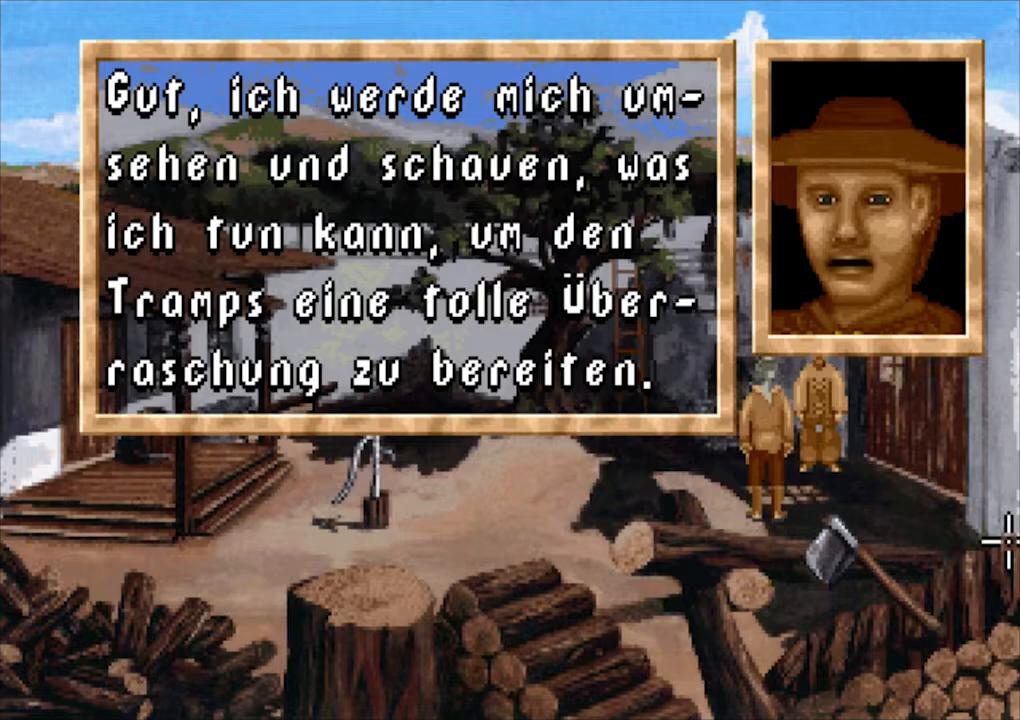 Gut, ich werde mich um-
sehen und schauen, was
ich tun kann, um den
Tramps eine tolle Über-
raschung zu bereiten.